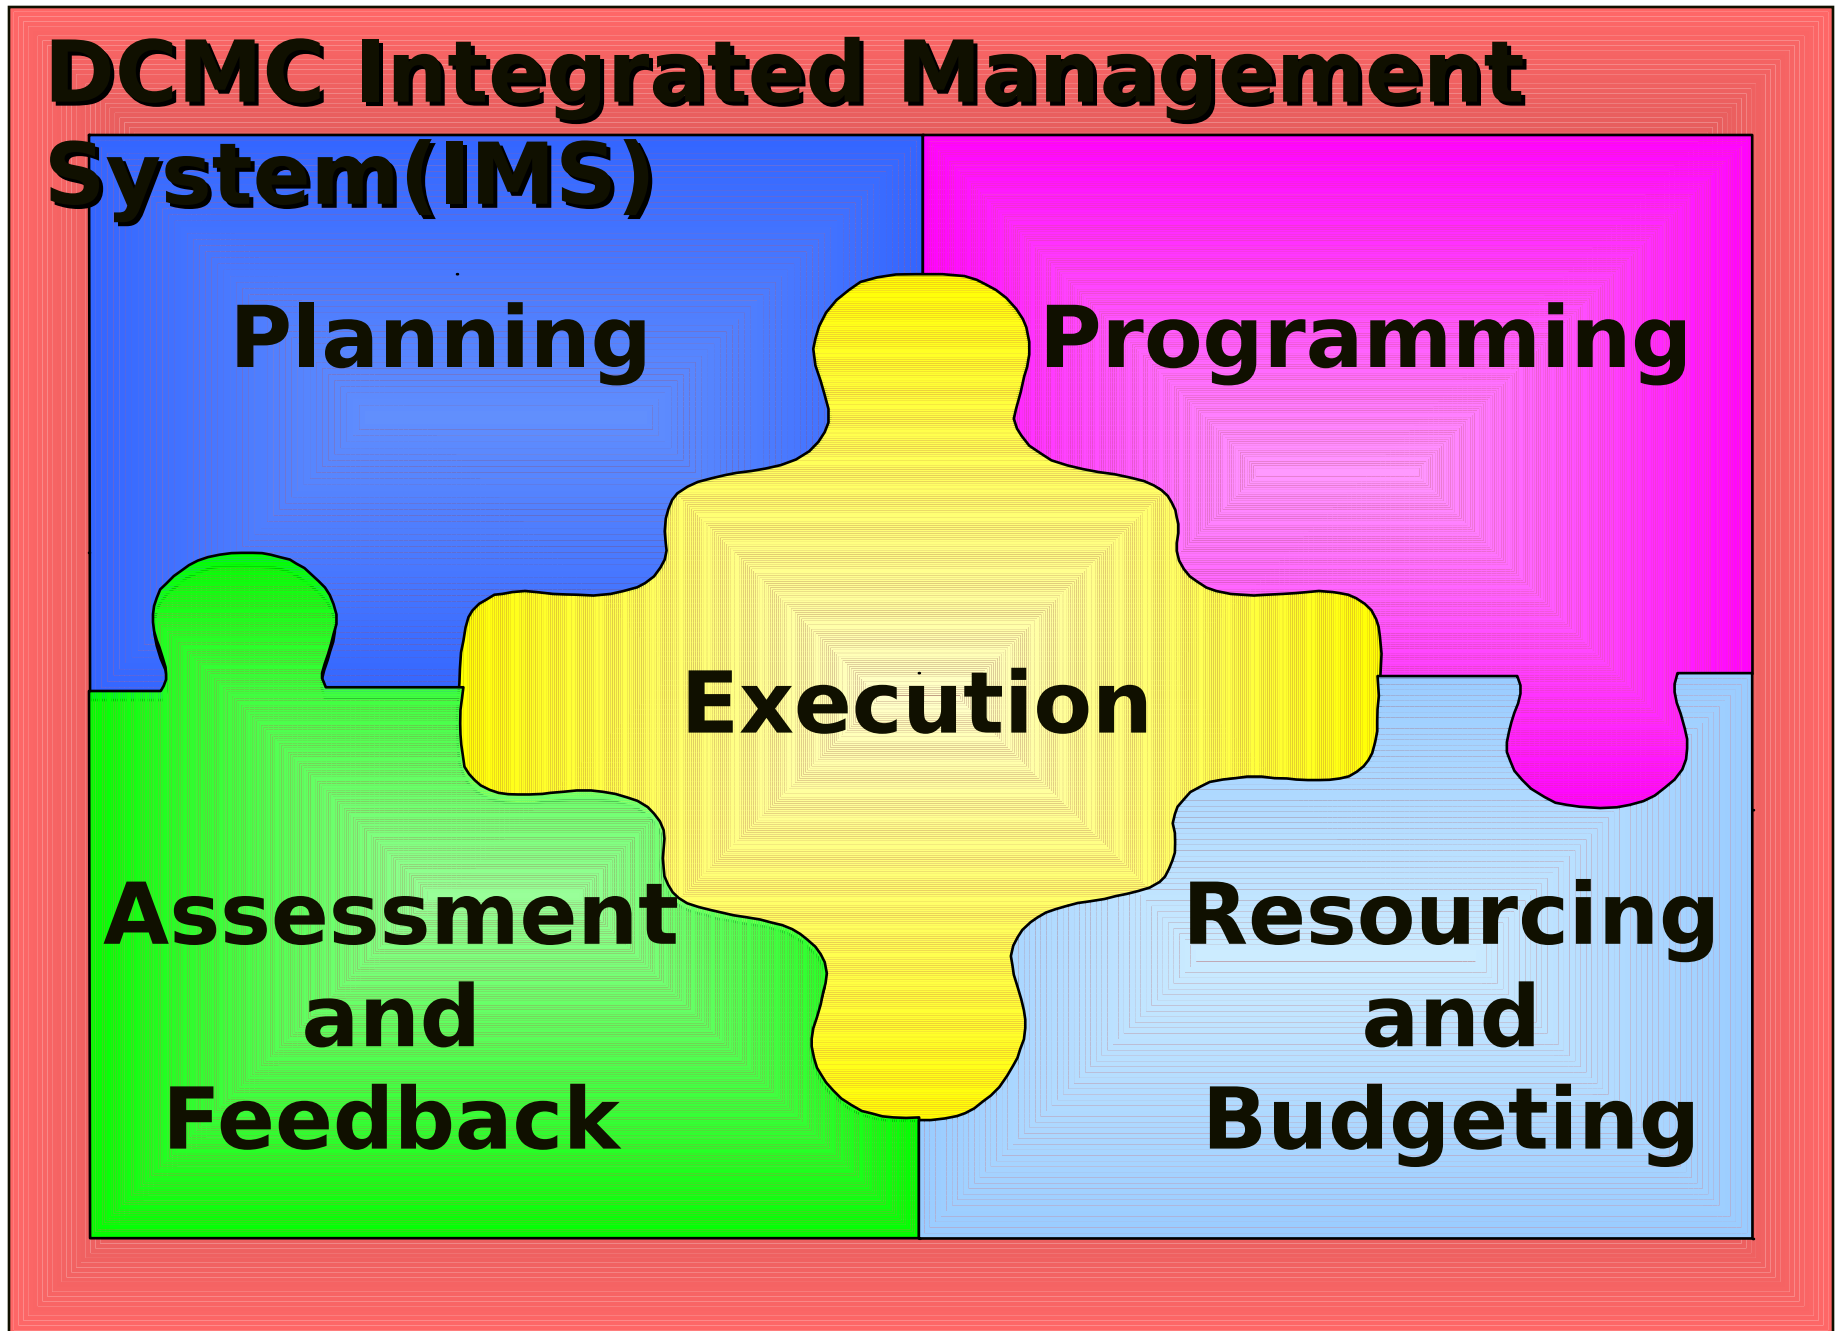 DCMC Integrated Management
System(IMS)
Planning
Programming
Execution
Assessment
and
Feedback
Resourcing
and
Budgeting